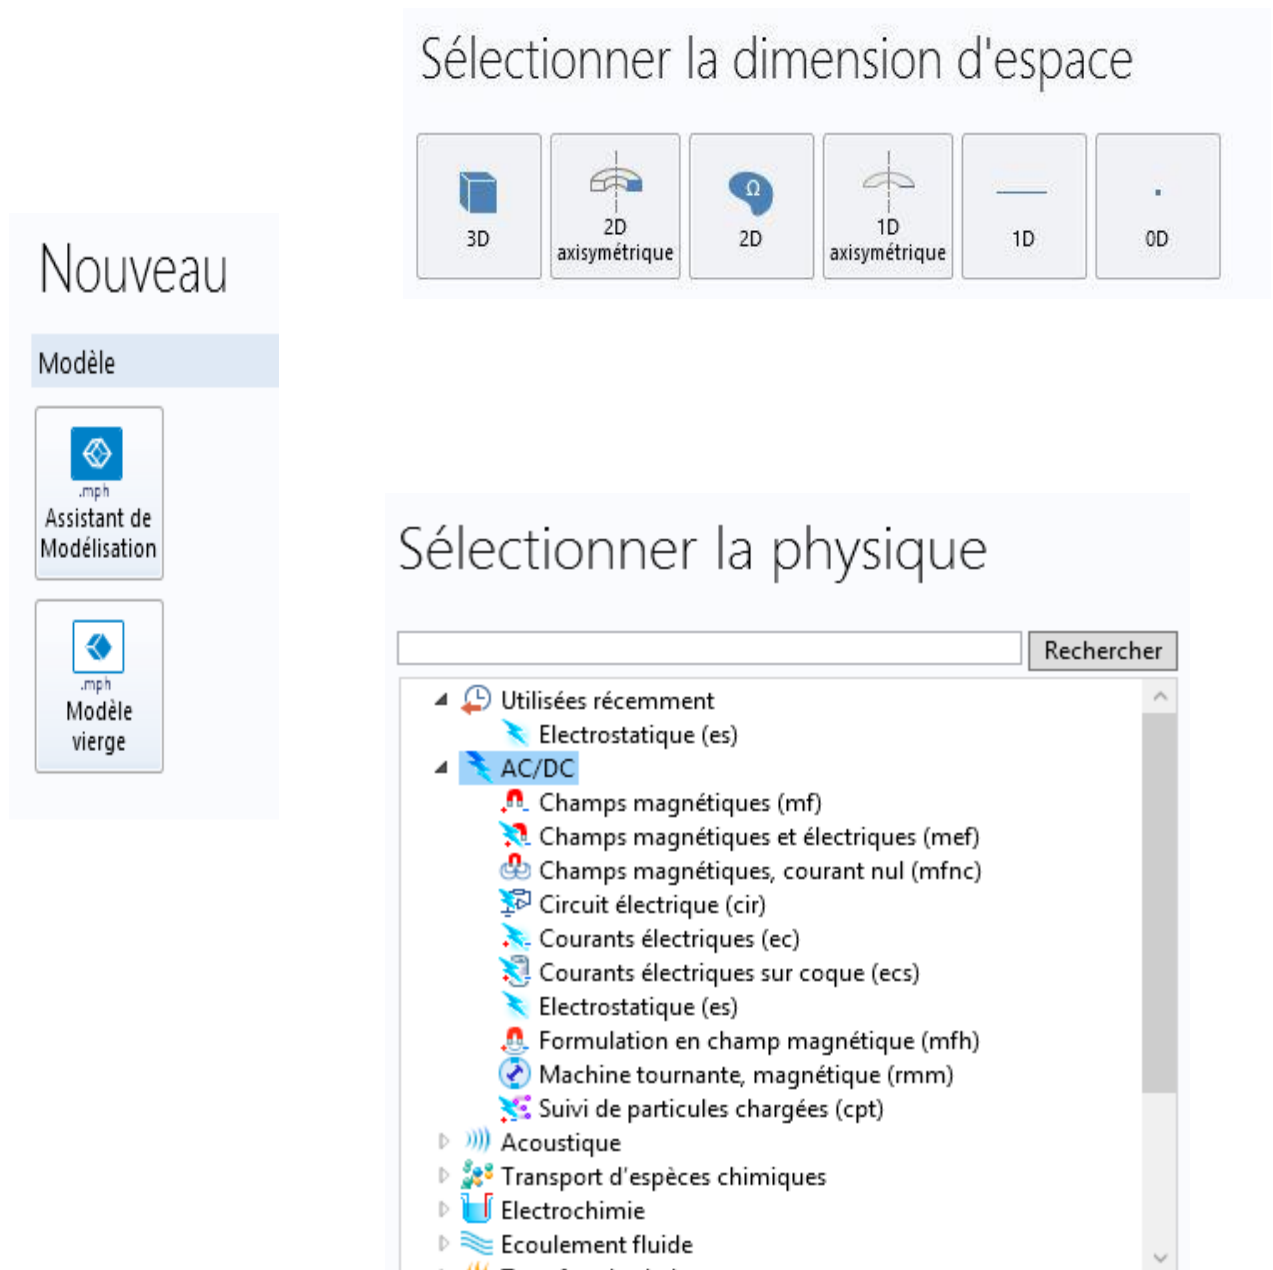 Sélectionner la dimension d'espace
3D
2D
axisymétrique
Ω
2D
1D
axisymétrique
1D
0D
Nouveau
Modèle
.mph
Assistant de
Modélisation
.mph
Modèle
vierge
Sélectionner la physique
Rechercher
Utilisées récemment
Electrostatique (es)
AC/DC
Champs magnétiques (mf)
Champs magnétiques et électriques (mef)
Champs magnétiques, courant nul (mfnc)
Circuit électrique (cir)
Courants électriques (ec)
Courants électriques sur coque (ecs)
Electrostatique (es)
Formulation en champ magnétique (mfh)
Machine tournante, magnétique (rmm)
Suivi de particules chargées (cpt)
Acoustique
Transport d'espèces chimiques
Electrochimie
Ecoulement fluide